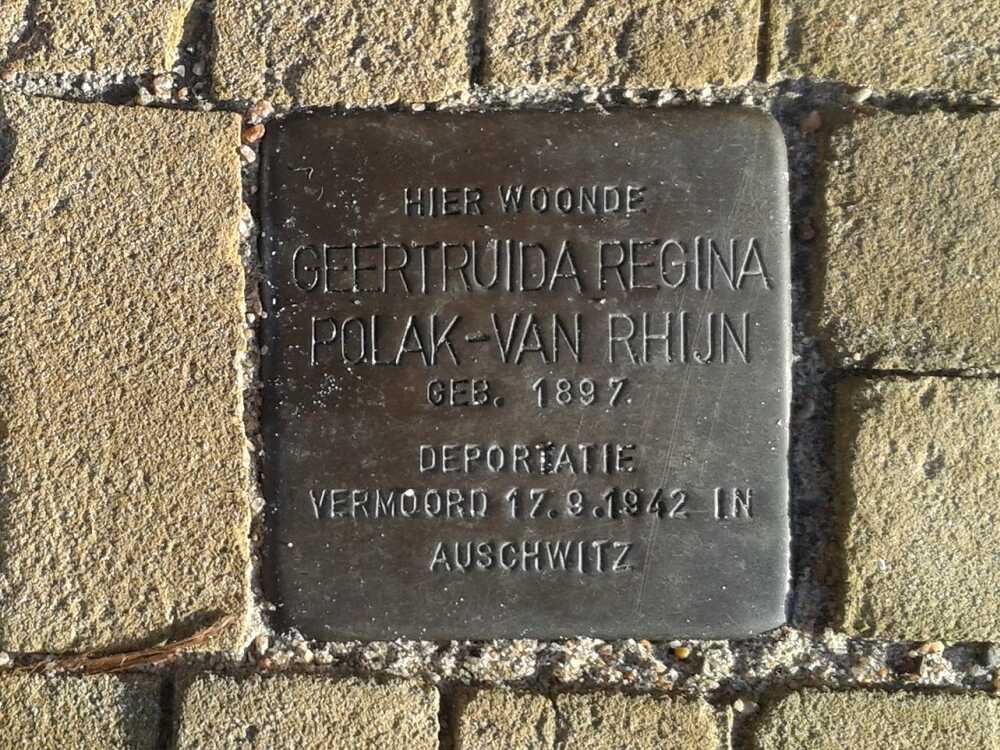 HIER WOONDE
GEERTRUIDA REGINA
POLAK-VAN RHIJN
GEB. 1897
DEPORTATIE
VERMOORD 17.9.1942 IN
AUSCHWITZ